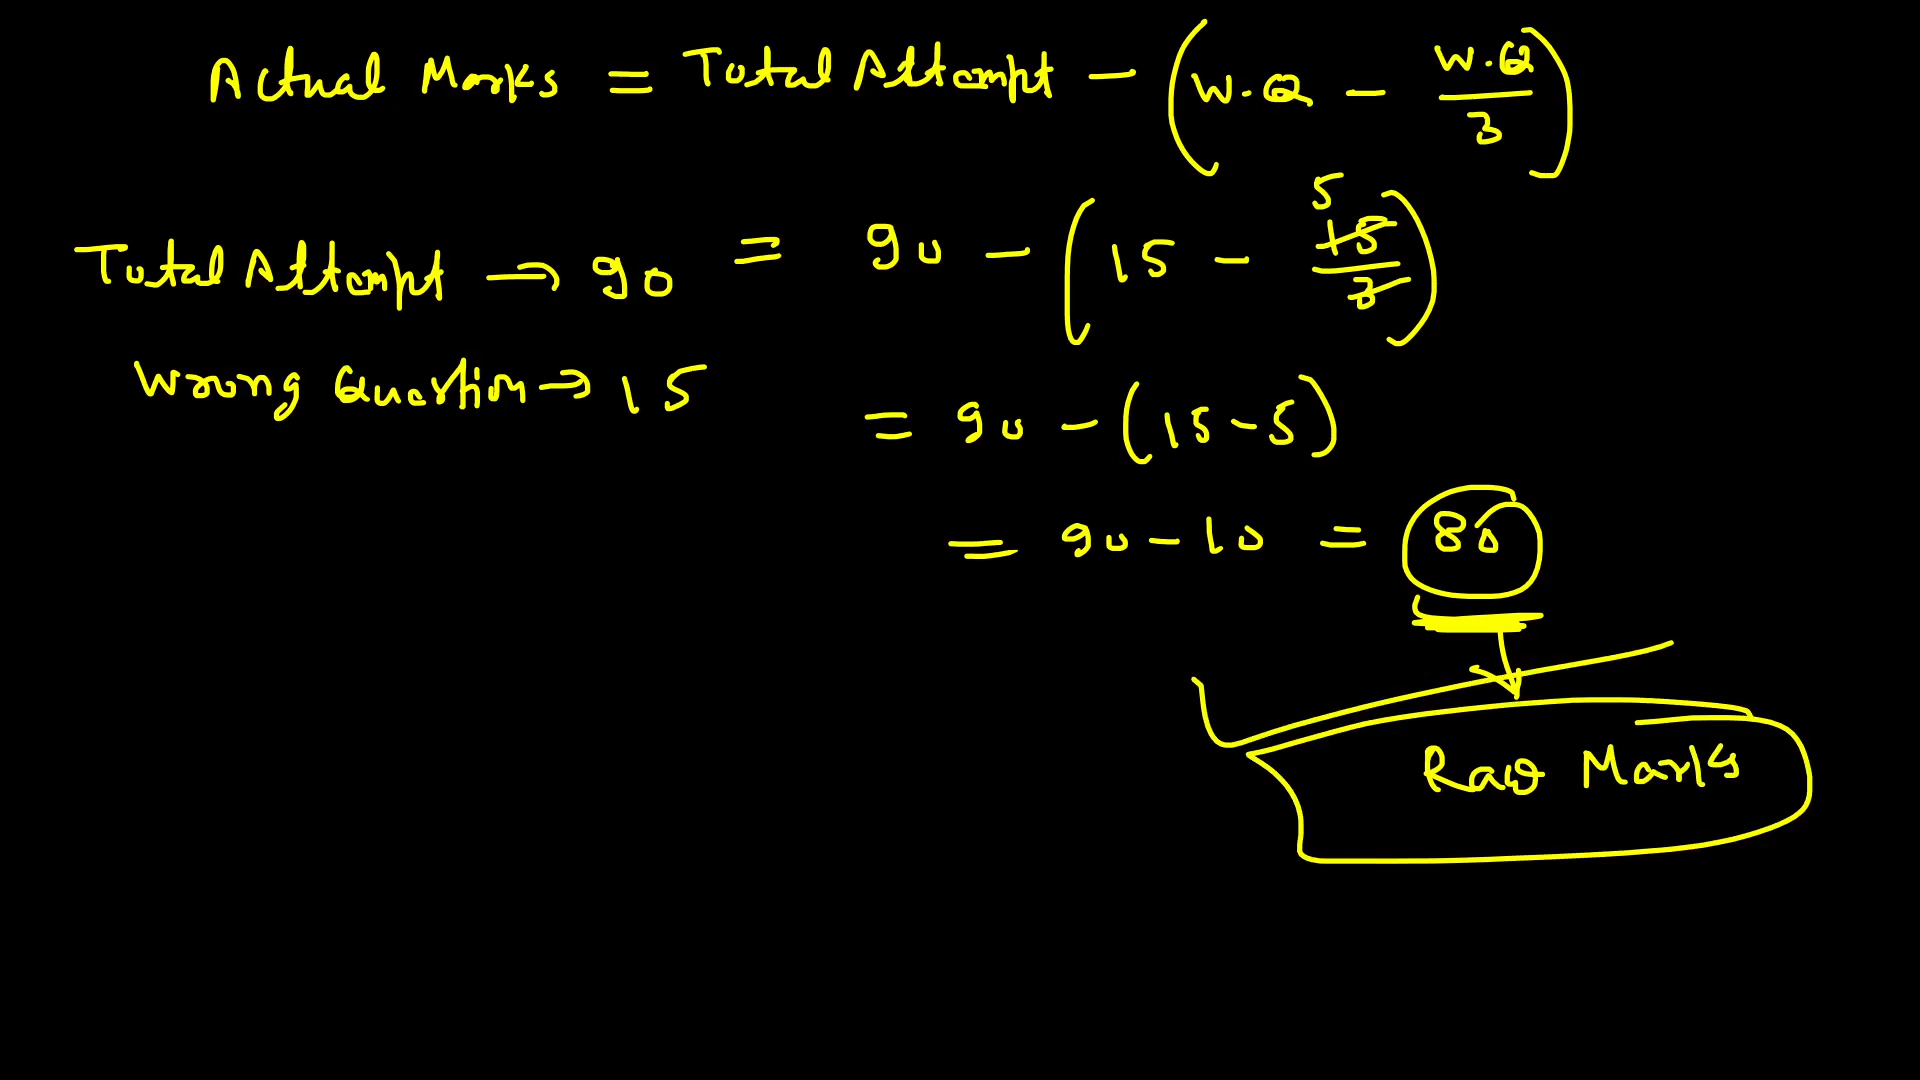 Actual Marks = Total Attempt - (W.Q - W.Q/3)
Total Attempt → 90 = 90 - (15 - 15/3) 5
Wrong Question → 15
= 90 - (15 - 5)
= 90 - 10 = 80
Raw Marks